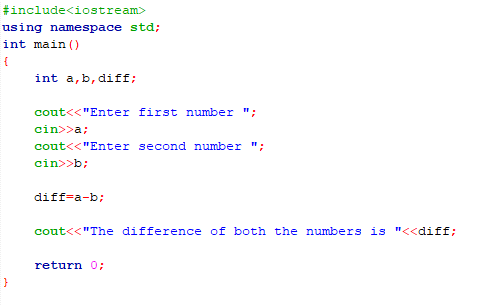 #include<iostream>
using namespace std;
int main()
{
    int a,b,diff;

    cout<<"Enter first number ";
    cin>>a;
    cout<<"Enter second number ";
    cin>>b;

    diff=a-b;

    cout<<"The difference of both the numbers is "<<diff;

    return 0;
}